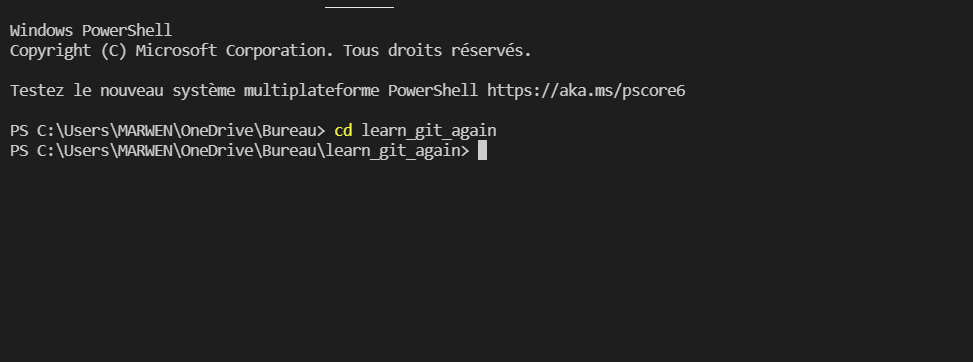 Windows PowerShell
Copyright (C) Microsoft Corporation. Tous droits réservés.
Testez le nouveau système multiplateforme PowerShell https://aka.ms/pscore6
PS C:\Users\MARWEN\OneDrive\Bureau> cd learn_git_again
PS C:\Users\MARWEN\OneDrive\Bureau\learn_git_again>